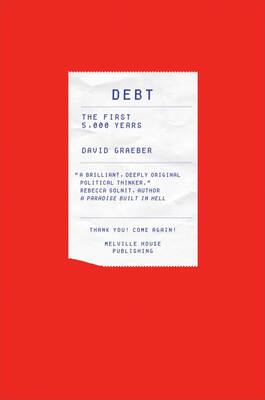 DEBT
THE FIRST
5,000 YEARS
DAVID GRAEBER
"A BRILLIANT, DEEPLY ORIGINAL
POLITICAL THINKER."
REBECCA SOLNIT, AUTHOR
A PARADISE BUILT IN HELL
THANK YOU! COME AGAIN!
MELVILLE HOUSE
PUBLISHING